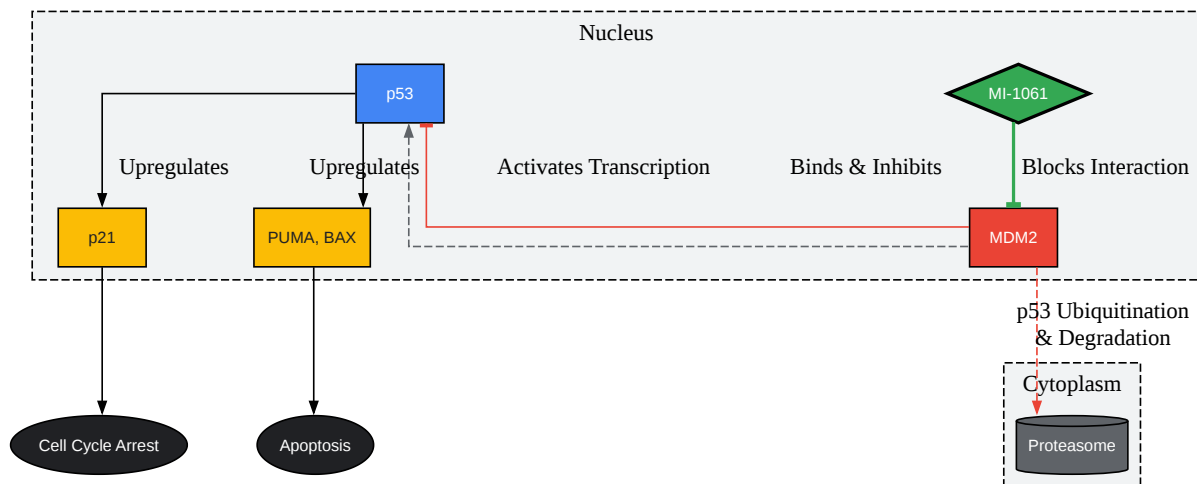 Nucleus
p53
MI-1061
Upregulates
Upregulates
Activates Transcription
Binds & Inhibits
Blocks Interaction
p21
PUMA, BAX
MDM2
p53 Ubiquitination
& Degradation
Cytoplasm
Cell Cycle Arrest
Apoptosis
Proteasome